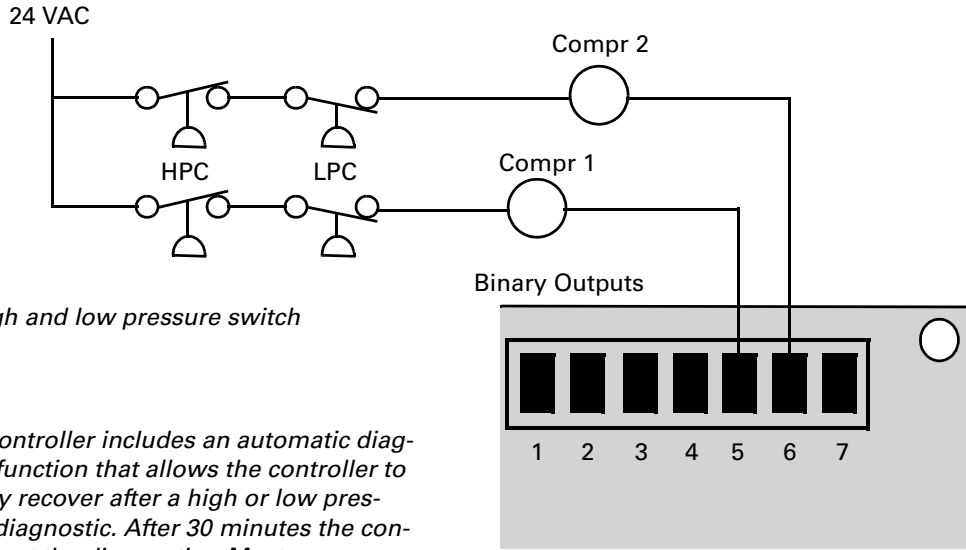 24 VAC
Compr 2
HPC
LPC
Compr 1
Binary Outputs
1 2 3 4 5 6 7
and low pressure switch
includes an automatic diag-
function that allows the controller to
recover after a high or low pres-
diagnostic. After 30 minutes the con-